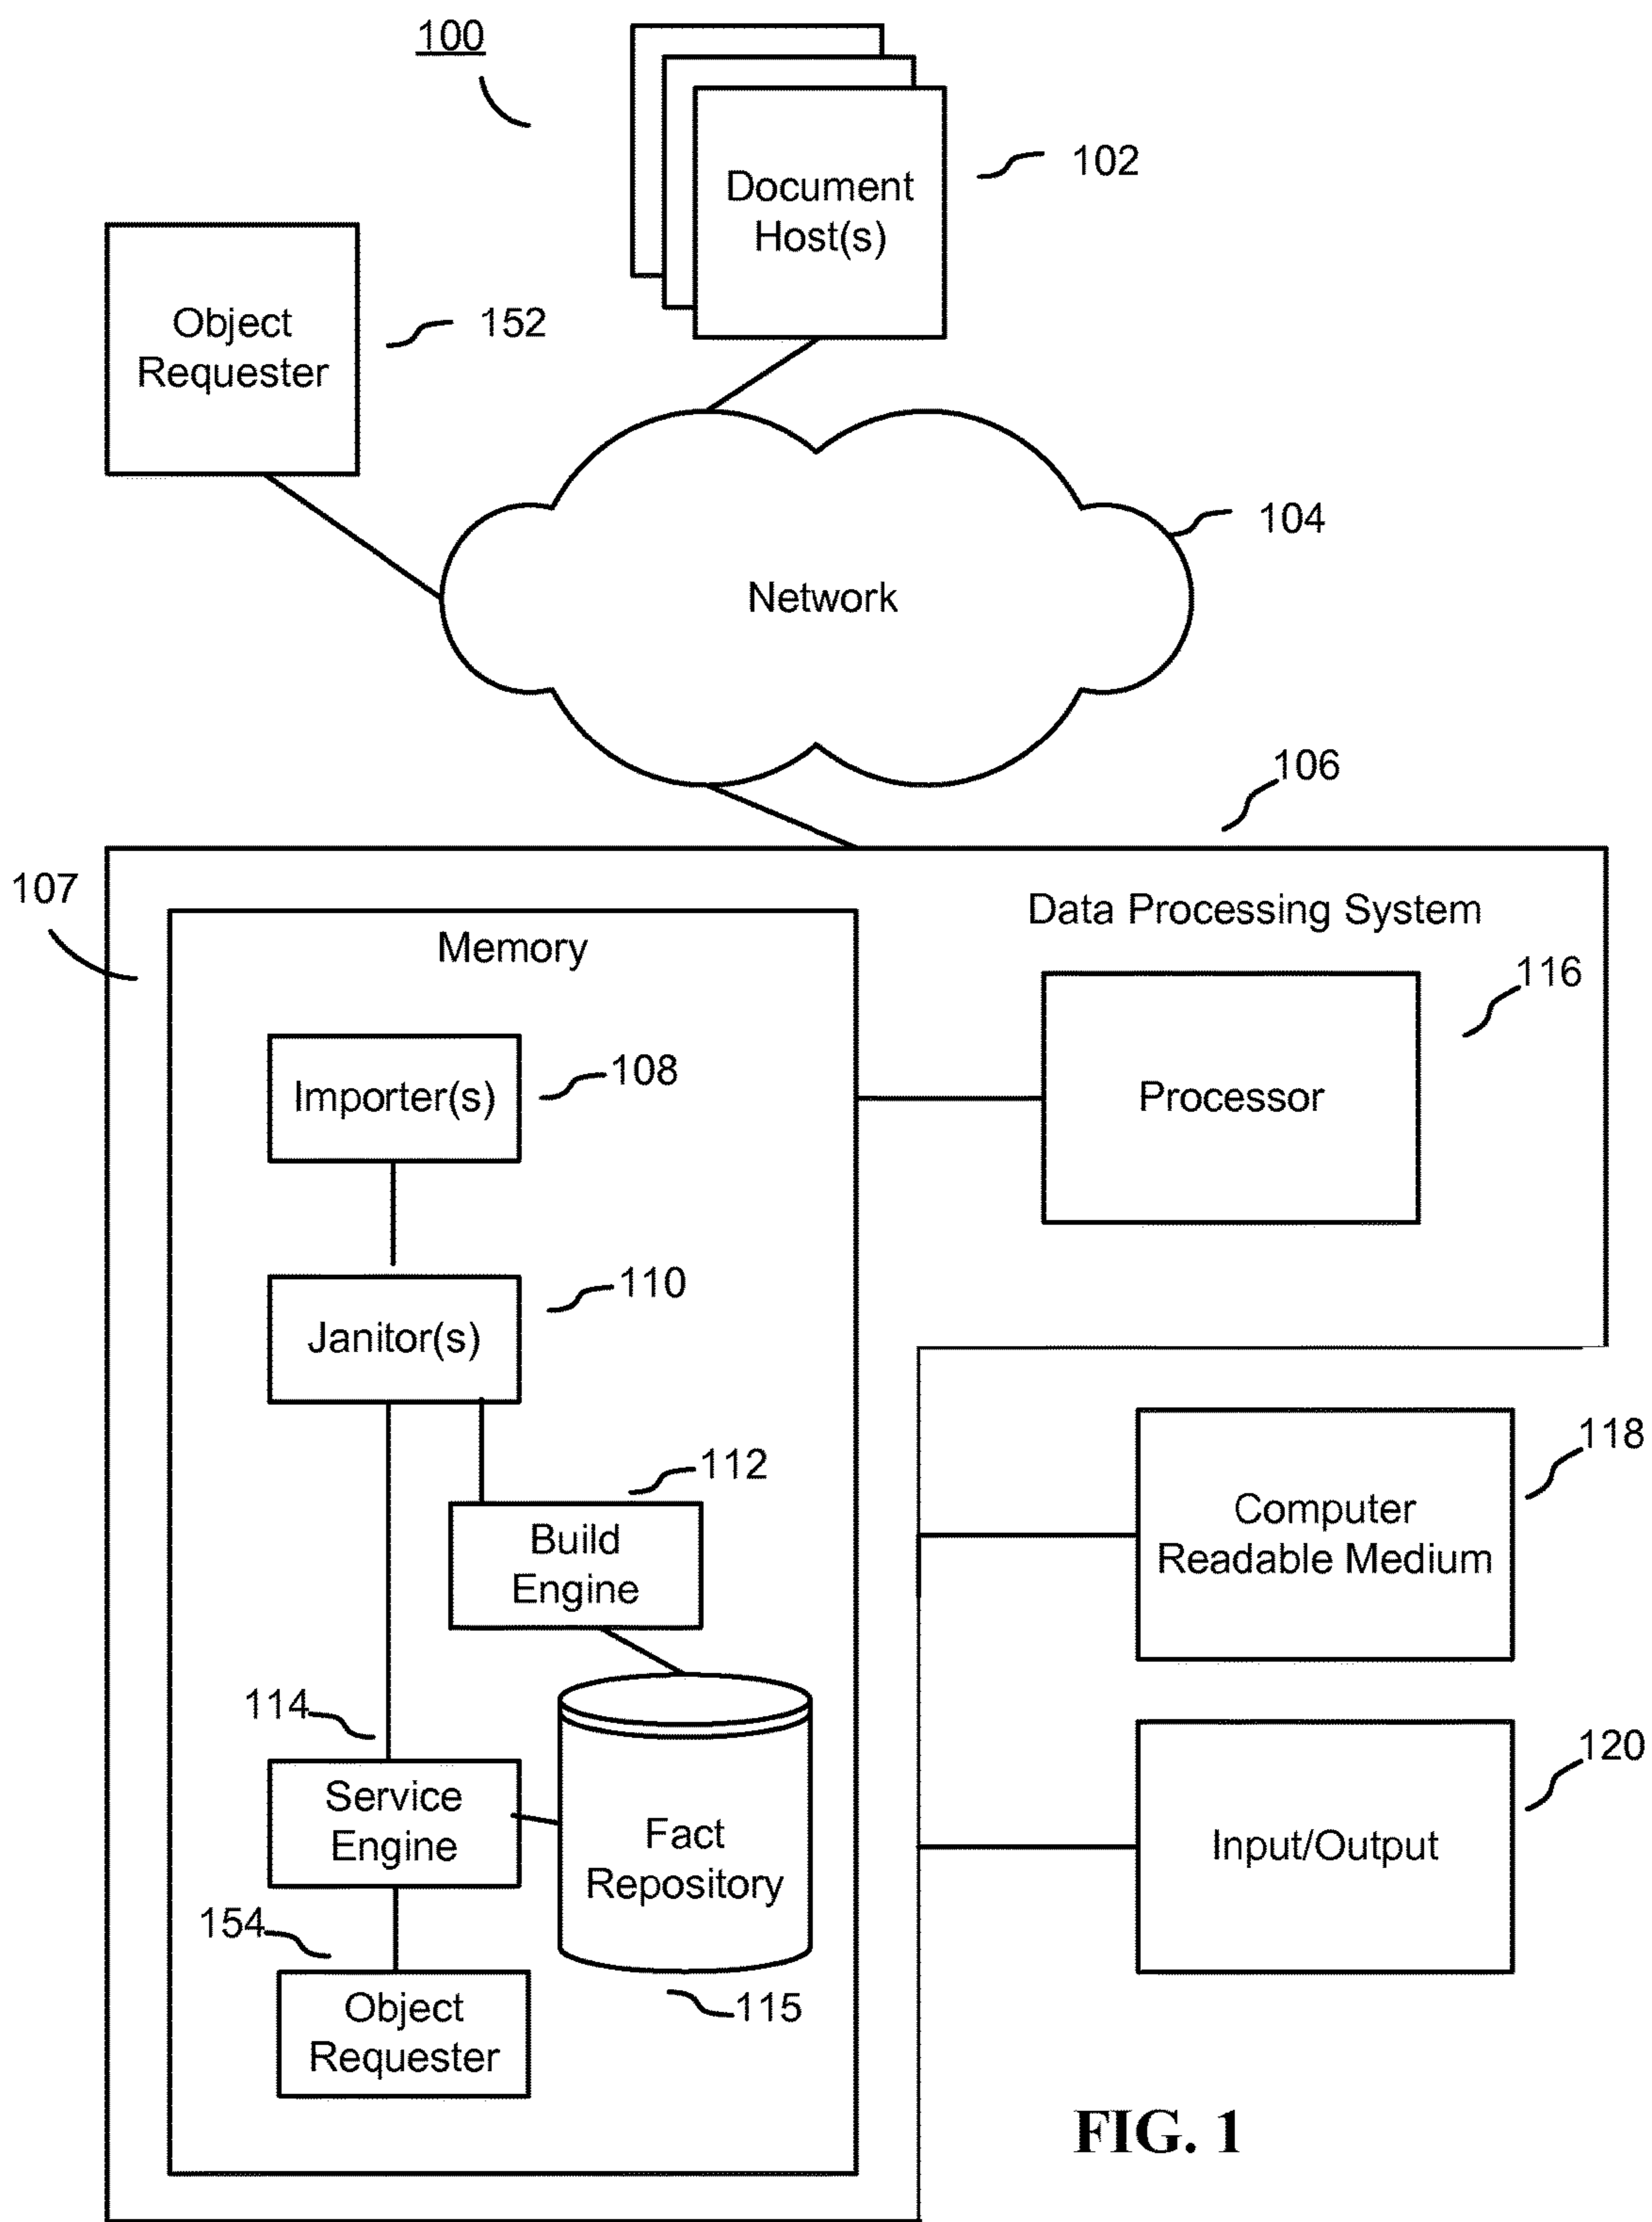 100
102
Document
Host(s)
Object
Requester
152
104
Network
106
107
Data Processing System
Memory
116
Importer(s)
108
Processor
110
Janitor(s)
112
118
Build
Engine
Computer
Readable Medium
114
120
Service
Engine
Fact
Repository
Input/Output
154
115
Object
Requester
FIG. 1